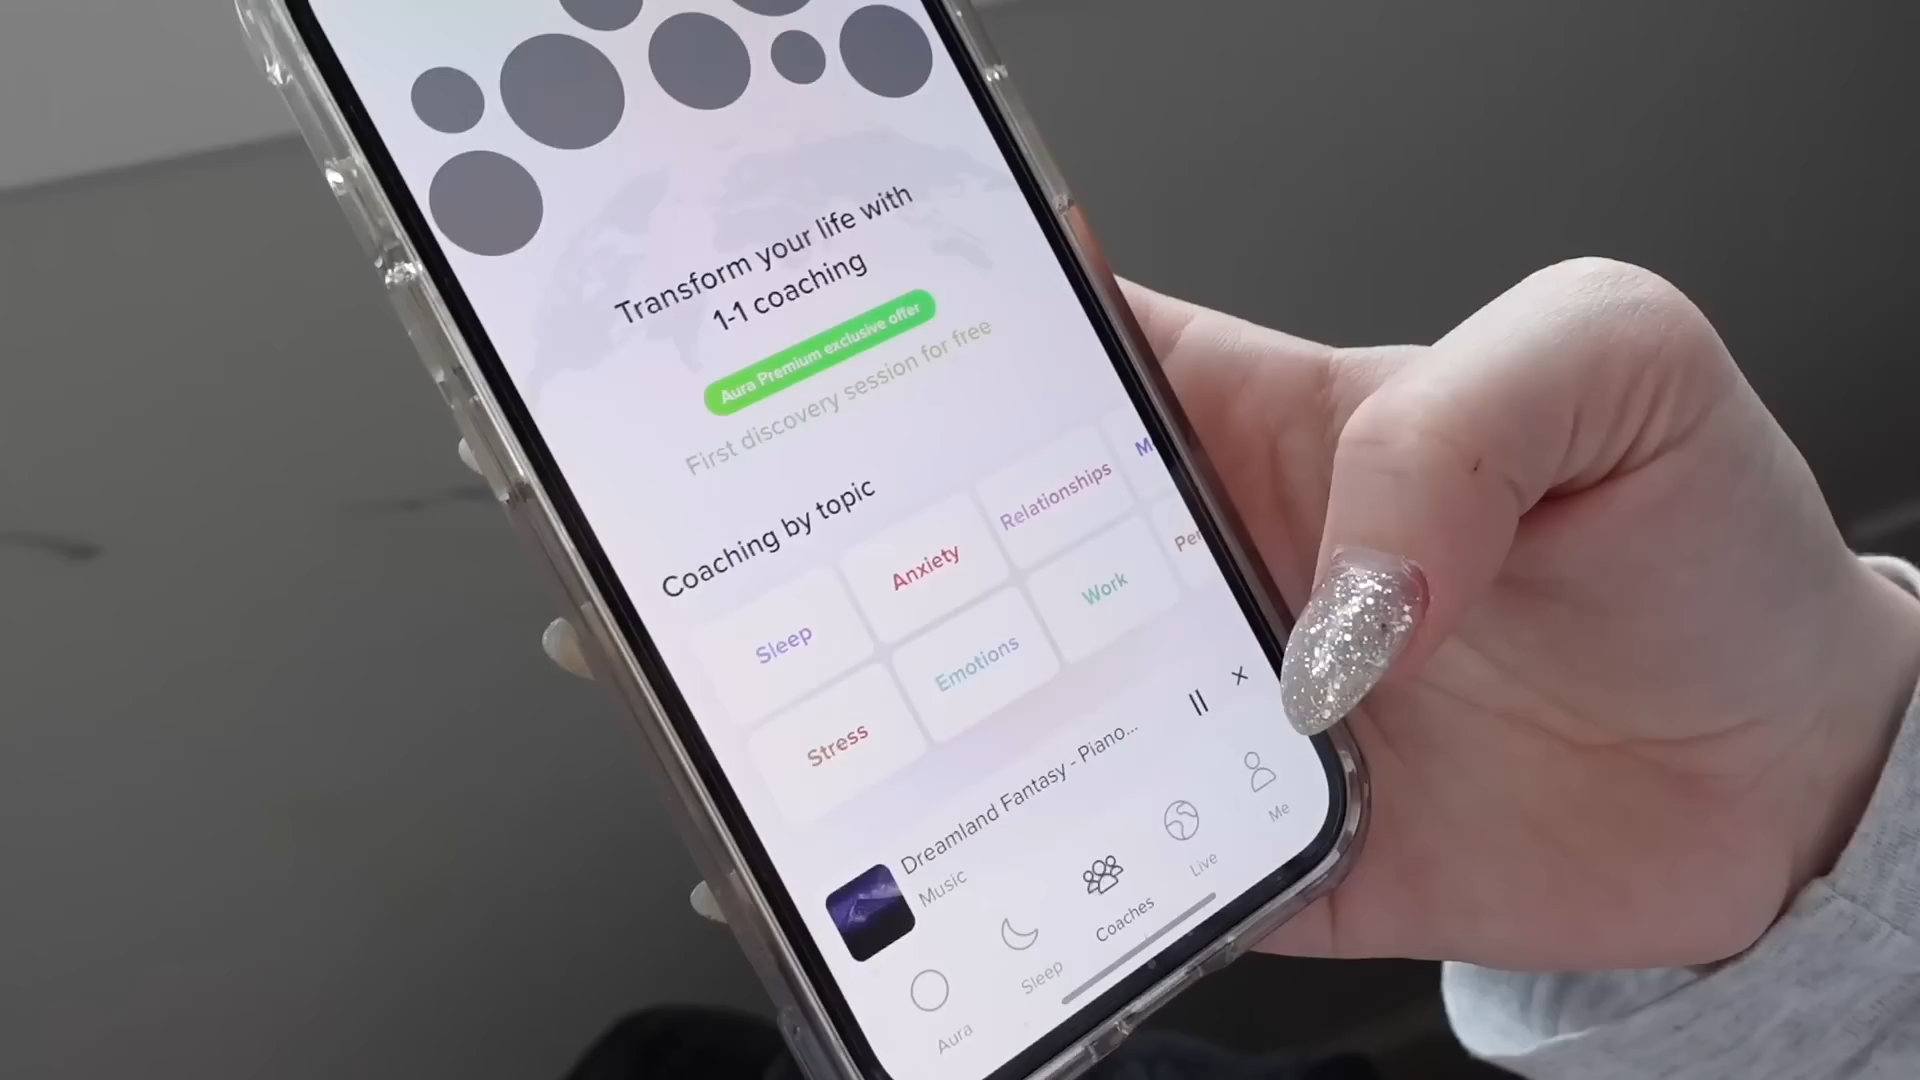 Transform your life with
1-1 coaching
Aura Premium exclusive offer
First discovery session for free
Coaching by topic
Sleep
Anxiety
Relationships
Stress
Emotions
Work
Dreamland Fantasy - Piano...
Music
Aura
Sleep
Coaches
Live
Me